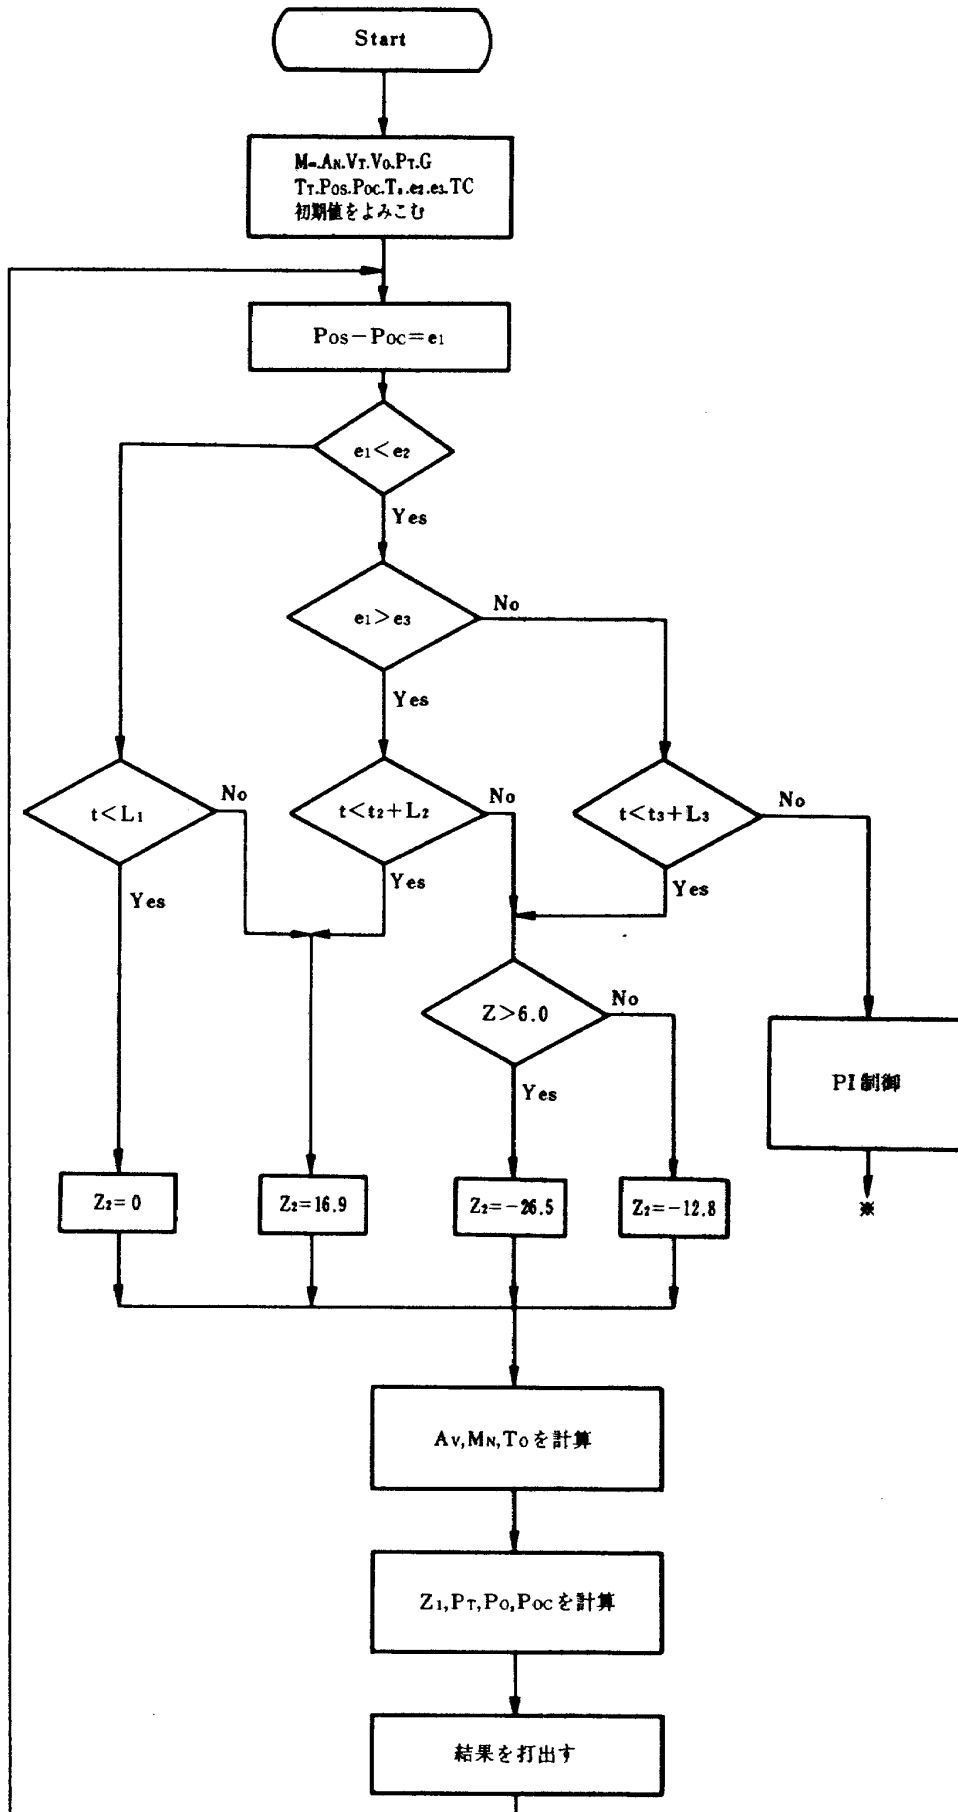 Start
M∞.AN.VT.VO.PT.G
TT.POS.POC.T.e2.e3.TC
初期値をよみこむ
POS−POC=e1
e1<e2
Yes
e1>e3
No
Yes
t<L1
No
t<t2+L2
No
t<t3+L3
No
Yes
Yes
Yes
Z>6.0
No
Yes
PI制御
※
Z2=0
Z2=16.9
Z2=−26.5
Z2=−12.8
AV,MN,TOを計算
Z1,PT,PO,POCを計算
結果を打出す